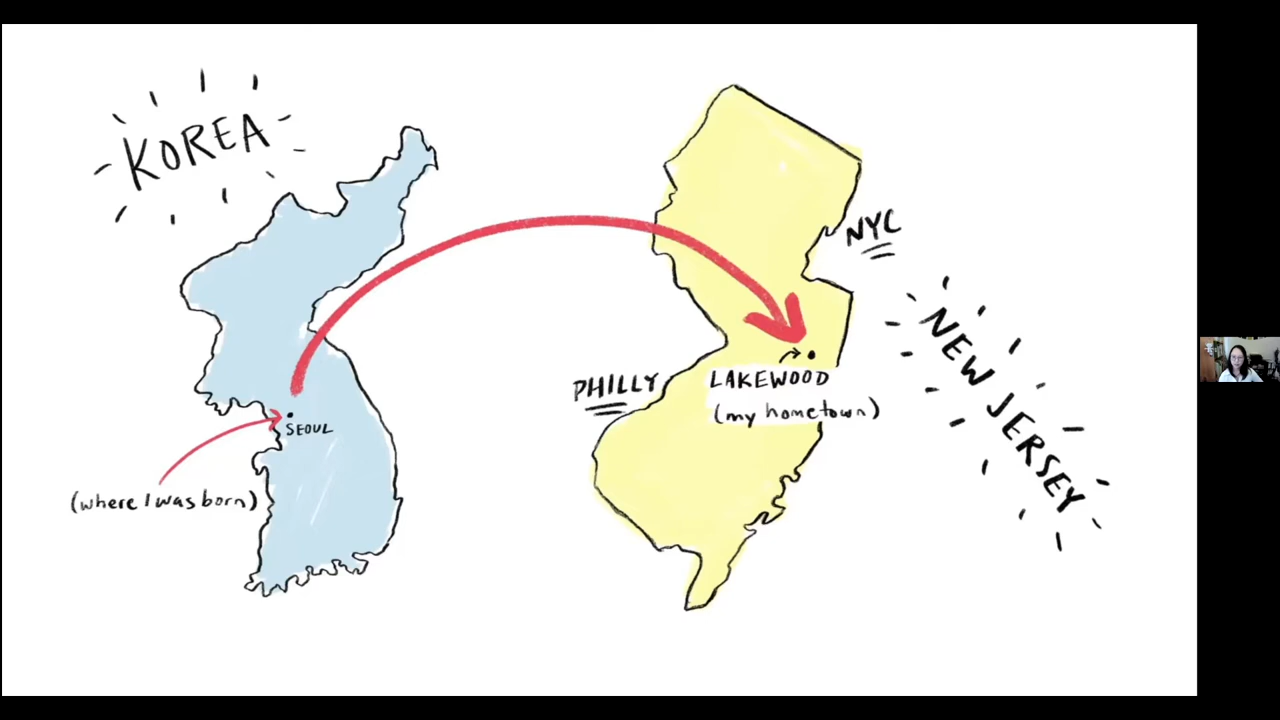 KOREA
SEOUL
(where I was born)
NYC
PHILLY
LAKEWOOD
(my hometown)
NEW JERSEY